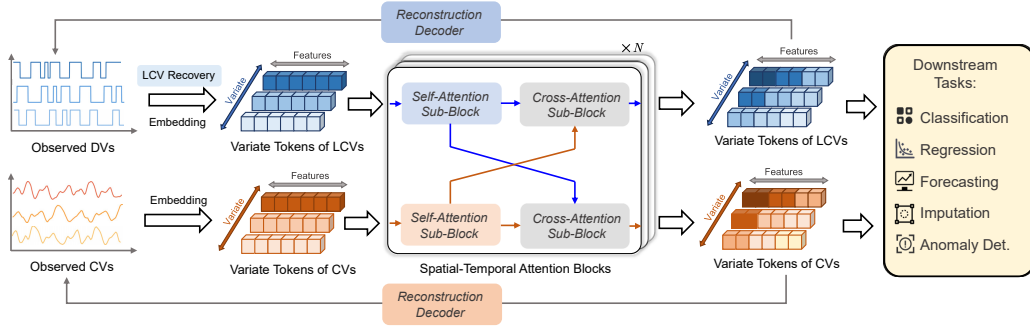 Reconstruction
Decoder
× N
Observed DVs
LCV Recovery
Embedding
Variate
Features
Variate Tokens of LCVs
Self-Attention
Sub-Block
Cross-Attention
Sub-Block
Variate
Features
Variate Tokens of LCVs
Observed CVs
Embedding
Variate
Features
Variate Tokens of CVs
Self-Attention
Sub-Block
Cross-Attention
Sub-Block
Spatial-Temporal Attention Blocks
Variate
Features
Variate Tokens of CVs
Reconstruction
Decoder
Downstream
Tasks:
Classification
Regression
Forecasting
Imputation
Anomaly Det.